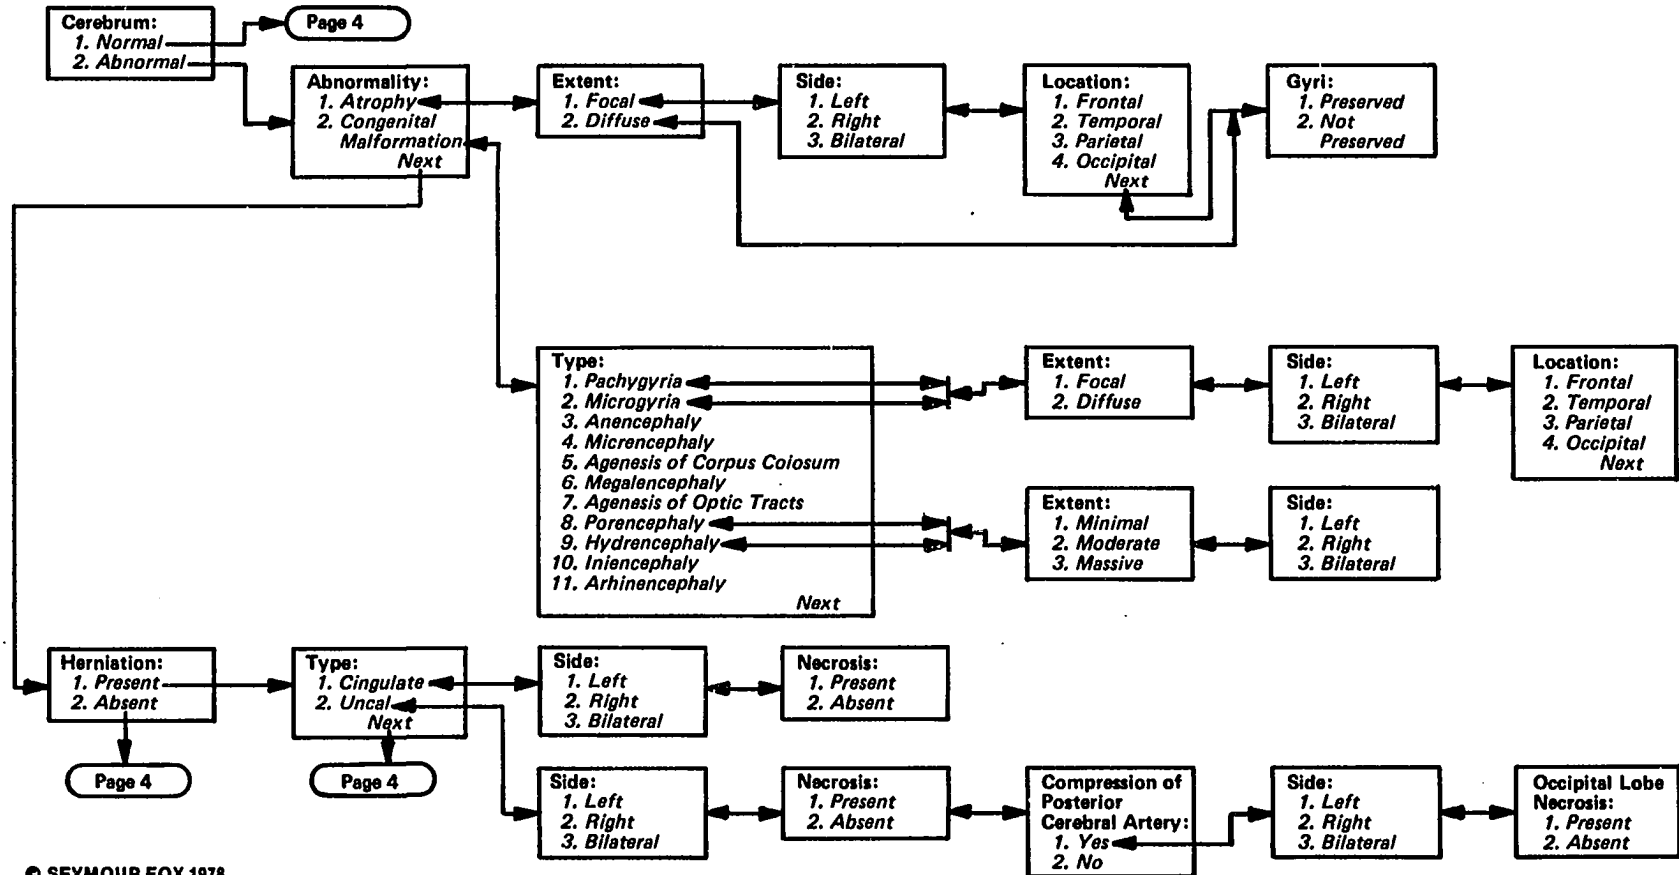 Cerebrum:
1. Normal
2. Abnormal
Page 4
Abnormality:
1. Atrophy
2. Congenital
Malformation
Next
Extent:
1. Focal
2. Diffuse
Side:
1. Left
2. Right
3. Bilateral
Location:
1. Frontal
2. Temporal
3. Parietal
4. Occipital
Next
Gyri:
1. Preserved
2. Not
Preserved
Type:
1. Pachygyria
2. Microgyria
3. Anencephaly
4. Micrencephaly
5. Agenesis of Corpus Coiosum
6. Megalencephaly
7. Agenesis of Optic Tracts
8. Porencephaly
9. Hydrencephaly
10. Iniencephaly
11. Arhinencephaly
Next
Extent:
1. Focal
2. Diffuse
Side:
1. Left
2. Right
3. Bilateral
Location:
1. Frontal
2. Temporal
3. Parietal
4. Occipital
Next
Extent:
1. Minimal
2. Moderate
3. Massive
Side:
1. Left
2. Right
3. Bilateral
Herniation:
1. Present
2. Absent
Page 4
Type:
1. Cingulate
2. Uncal
Next
Page 4
Side:
1. Left
2. Right
3. Bilateral
Necrosis:
1. Present
2. Absent
Side:
1. Left
2. Right
3. Bilateral
Necrosis:
1. Present
2. Absent
Compression of
Posterior
Cerebral Artery:
1. Yes
2. No
Side:
1. Left
2. Right
3. Bilateral
Occipital Lobe
Necrosis:
1. Present
2. Absent
© SEYMOUR FOX 1978